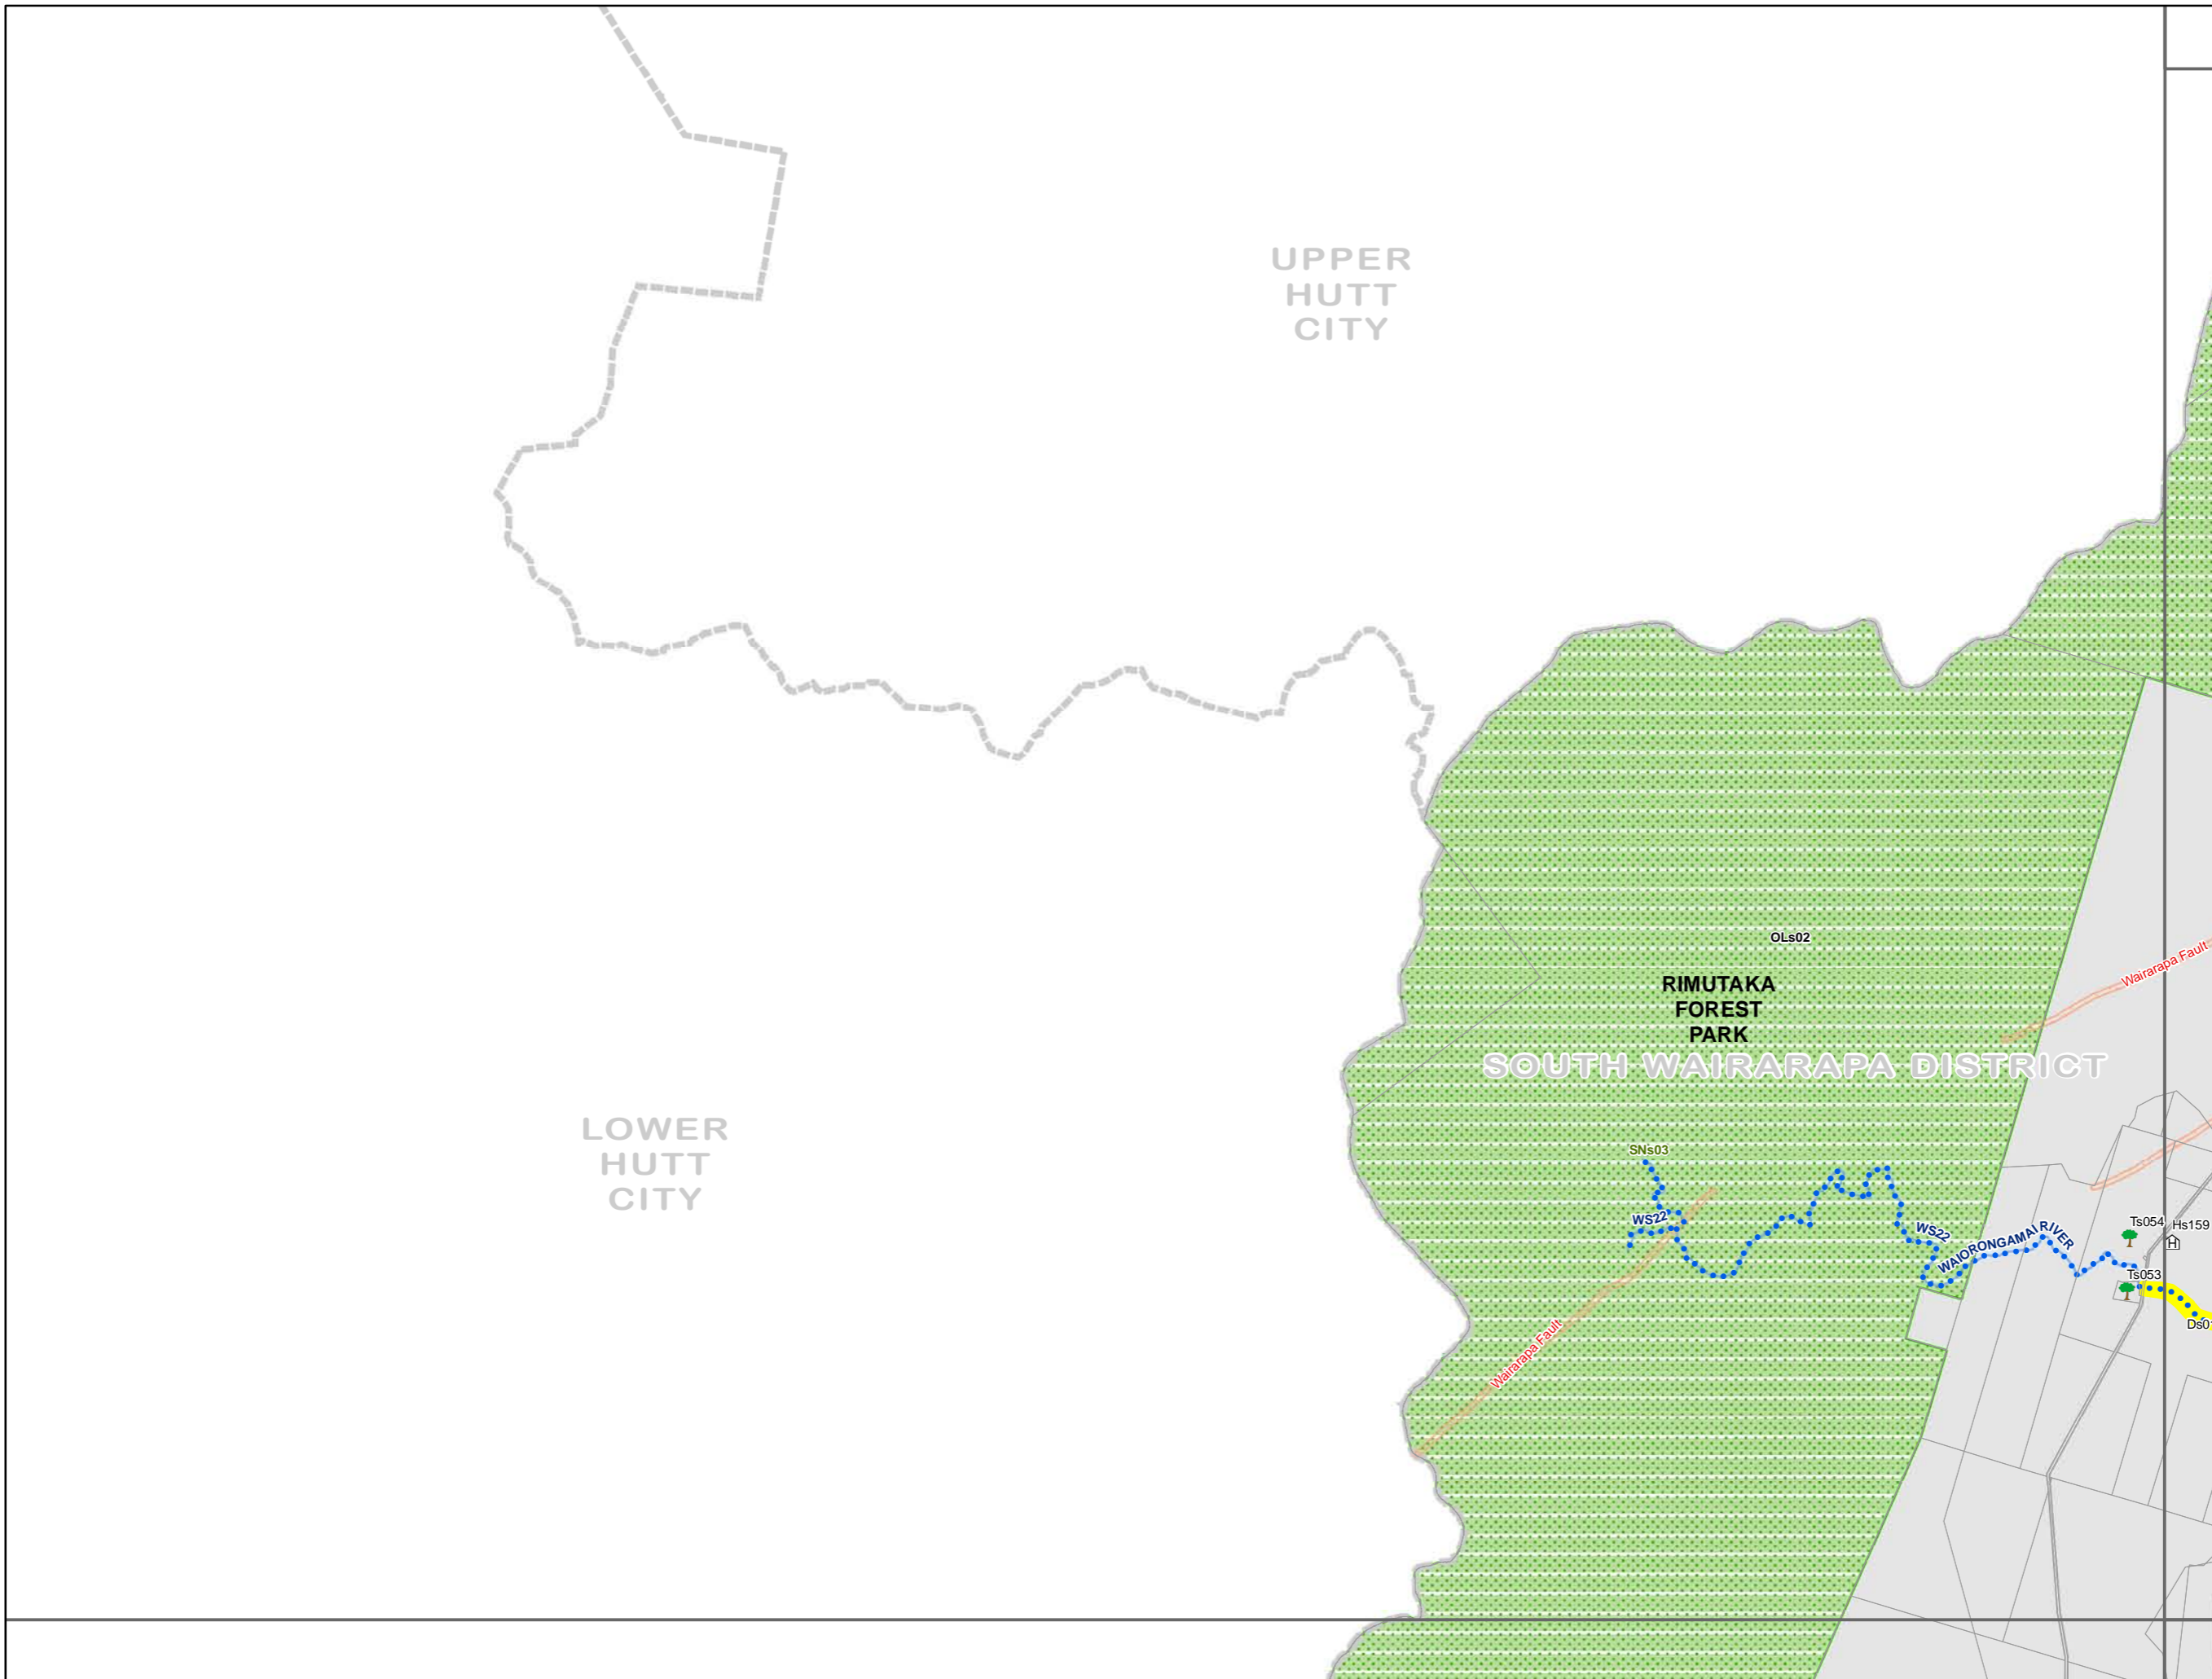 UPPER
HUTT
CITY
OLs02
Wairarapa Fault
RIMUTAKA
FOREST
PARK
SOUTH WAIRARAPA DISTRICT
LOWER
HUTT
CITY
SNs03
WS22
WS22
WAIORONGAMAI RIVER
Ts054
Hs159
Ts053
Ds01
Wairarapa Fault